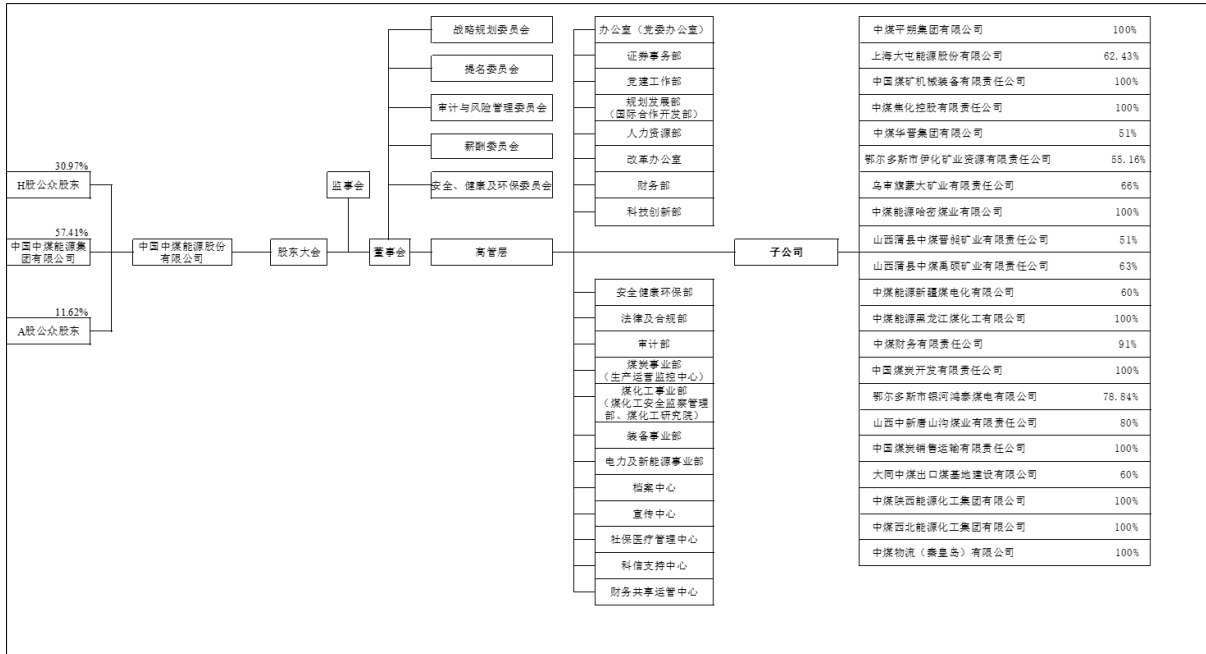 30.97%
H股公众股东
57.41%
中国中煤能源集
团有限公司
11.62%
A股公众股东
中国中煤能源股份
有限公司
股东大会
监事会
董事会
战略规划委员会
提名委员会
审计与风险管理委员会
薪酬委员会
安全、健康及环保委员会
高管层
办公室（党委办公室）
证券事务部
党建工作部
规划发展部
（国际合作开发部）
人力资源部
改革办公室
财务部
科技创新部
安全健康环保部
法律及合规部
审计部
煤炭事业部
（生产运营监控中心）
煤化工事业部
（煤化工安全监察管理
部、煤化工研究院）
装备事业部
电力及新能源事业部
档案中心
宣传中心
社保医疗管理中心
科信支持中心
财务共享运管中心
子公司
中煤平朔集团有限公司 100%
上海大屯能源股份有限公司 62.43%
中国煤矿机械装备有限责任公司 100%
中煤焦化控股有限责任公司 100%
中煤华晋集团有限公司 51%
鄂尔多斯市伊化矿业资源有限责任公司 55.16%
乌审旗蒙大矿业有限责任公司 66%
中煤能源哈密煤业有限公司 100%
山西蒲县中煤晋昶矿业有限责任公司 51%
山西蒲县中煤禹硕矿业有限责任公司 63%
中煤能源新疆煤电化有限公司 60%
中煤能源黑龙江煤化工有限公司 100%
中煤财务有限责任公司 91%
中国煤炭开发有限责任公司 100%
鄂尔多斯市银河鸿泰煤电有限公司 78.84%
山西中新唐山沟煤业有限责任公司 80%
中国煤炭销售运输有限责任公司 100%
大同中煤出口煤基地建设有限公司 60%
中煤陕西能源化工集团有限公司 100%
中煤西北能源化工集团有限公司 100%
中煤物流（秦皇岛）有限公司 100%